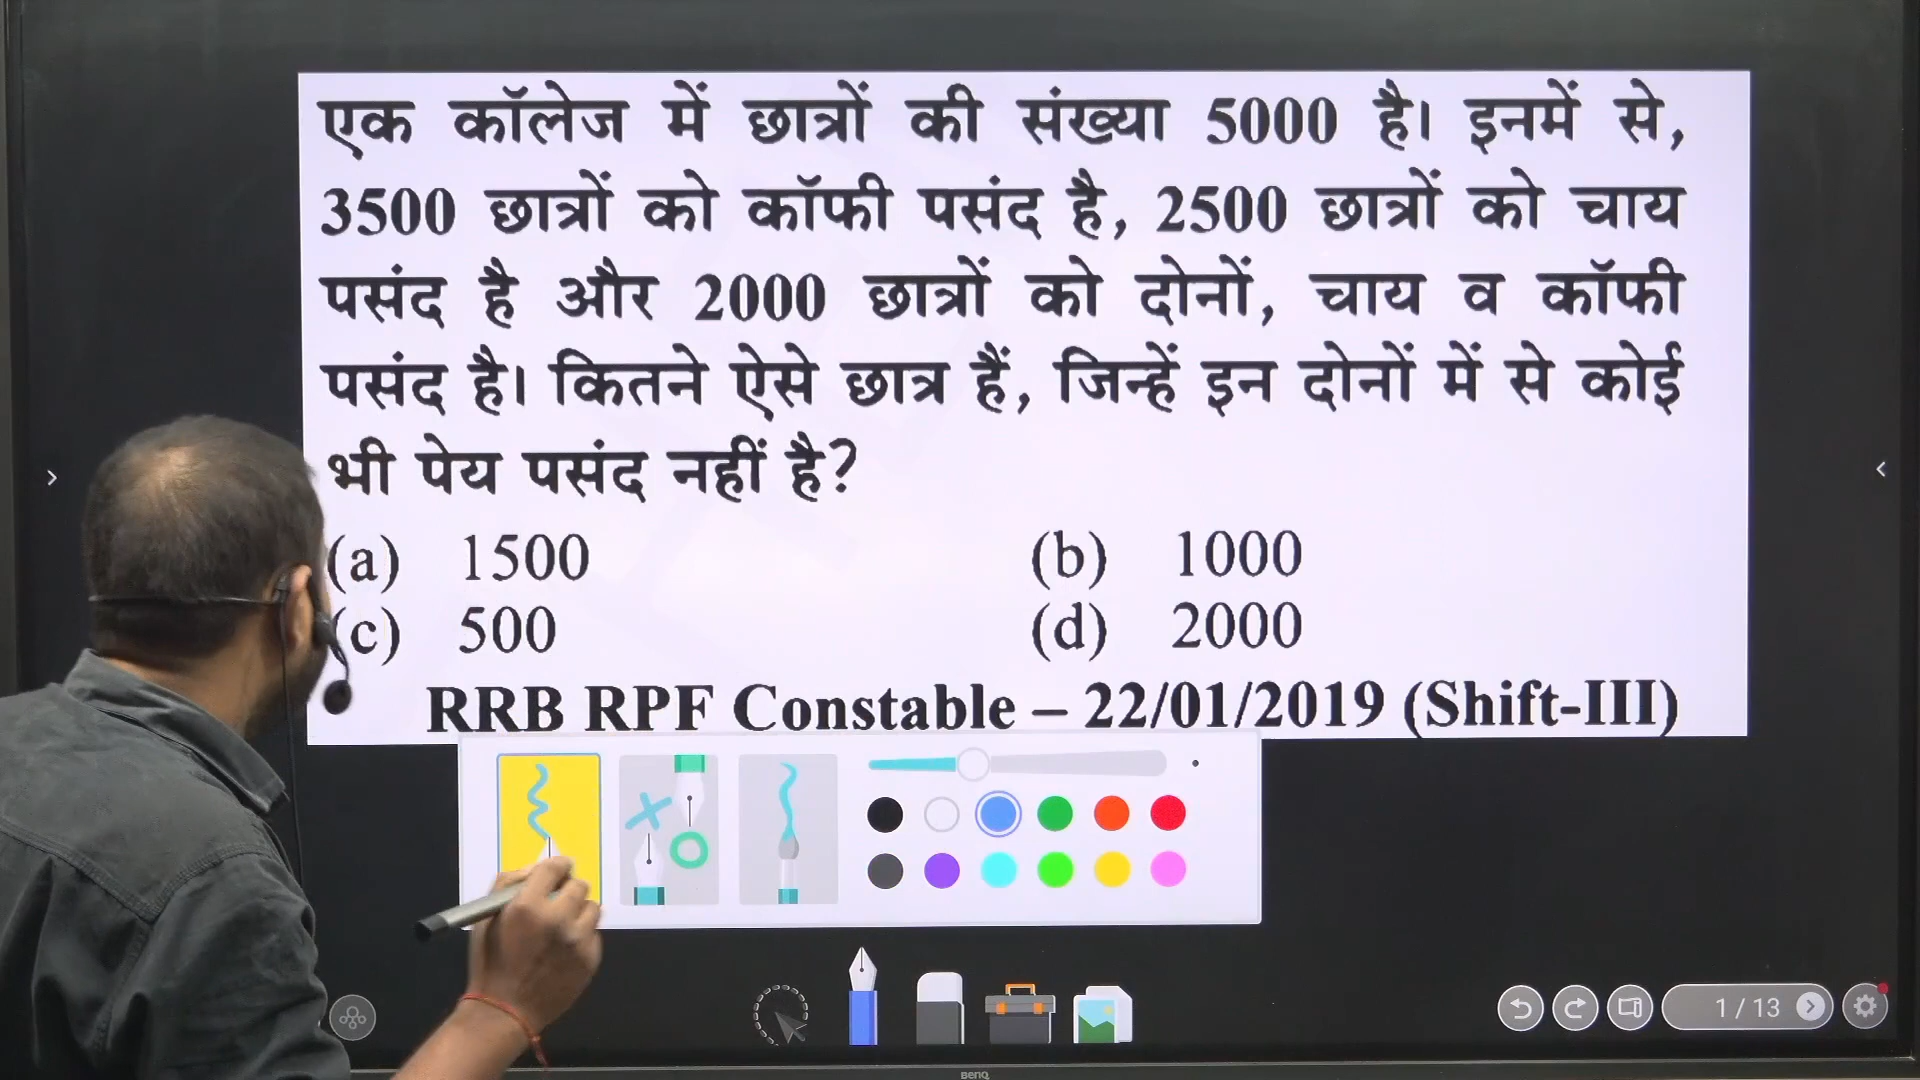 एक कॉलेज में छात्रों की संख्या 5000 है। इनमें से,
3500 छात्रों को कॉफी पसंद है, 2500 छात्रों को चाय
पसंद है और 2000 छात्रों को दोनों, चाय व कॉफी
पसंद है। कितने ऐसे छात्र हैं, जिन्हें इन दोनों में से कोई
भी पेय पसंद नहीं है?
(a) 1500 (b) 1000
(c) 500 (d) 2000
RRB RPF Constable – 22/01/2019 (Shift-III)
1 / 13
BenQ